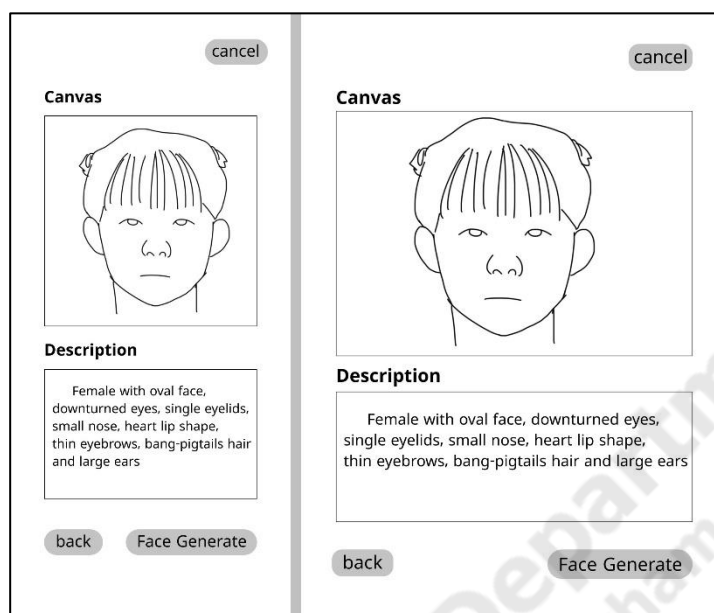 cancel
Canvas
Description
Female with oval face,
downturned eyes, single eyelids,
small nose, heart lip shape,
thin eyebrows, bang-pigtails hair
and large ears
back
Face Generate
cancel
Canvas
Description
Female with oval face, downturned eyes,
single eyelids, small nose, heart lip shape,
thin eyebrows, bang-pigtails hair and large ears
back
Face Generate
Department